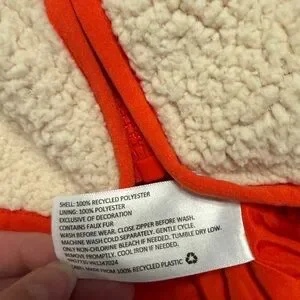 SHELL: 100% RECYCLED POLYESTER
LINING: 100% POLYESTER
EXCLUSIVE OF DECORATION
CONTAINS FAUX FUR
WASH BEFORE WEAR. CLOSE ZIPPER BEFORE WASH.
MACHINE WASH COLD SEPARATELY, GENTLE CYCLE.
ONLY NON-CHLORINE BLEACH IF NEEDED. TUMBLE DRY LOW.
REMOVE PROMPTLY. COOL IRON IF NEEDED.
LABEL MADE FROM 100% RECYCLED PLASTIC